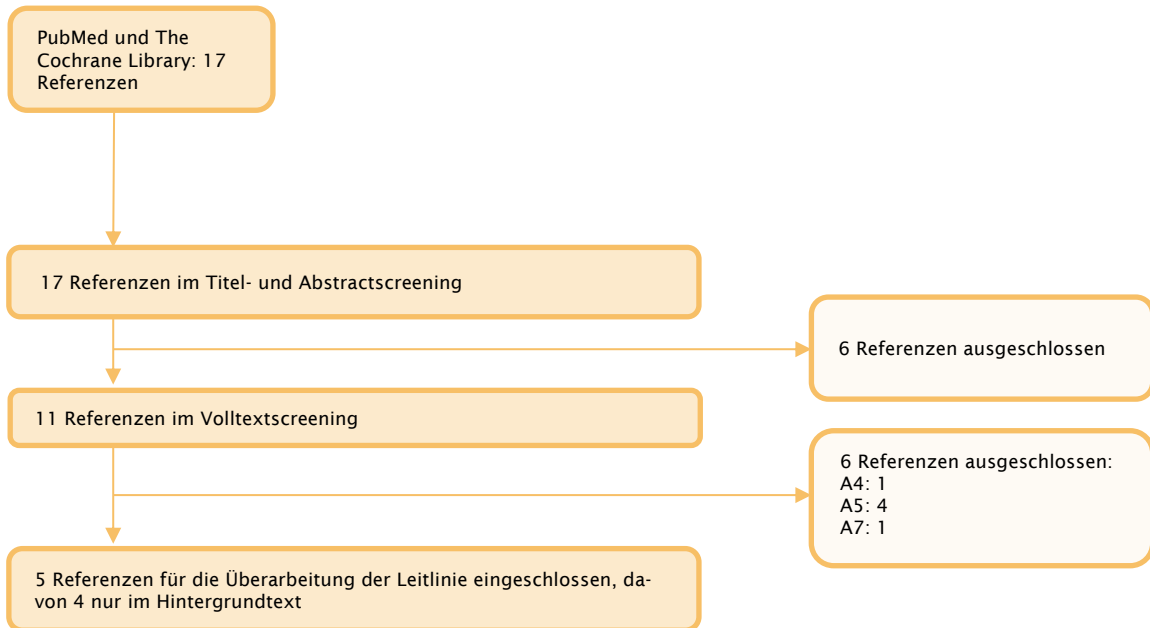 PubMed und The
Cochrane Library: 17
Referenzen
17 Referenzen im Titel- und Abstractscreening
6 Referenzen ausgeschlossen
11 Referenzen im Volltextscreening
6 Referenzen ausgeschlossen:
A4: 1
A5: 4
A7: 1
5 Referenzen für die Überarbeitung der Leitlinie eingeschlossen, da-
von 4 nur im Hintergrundtext